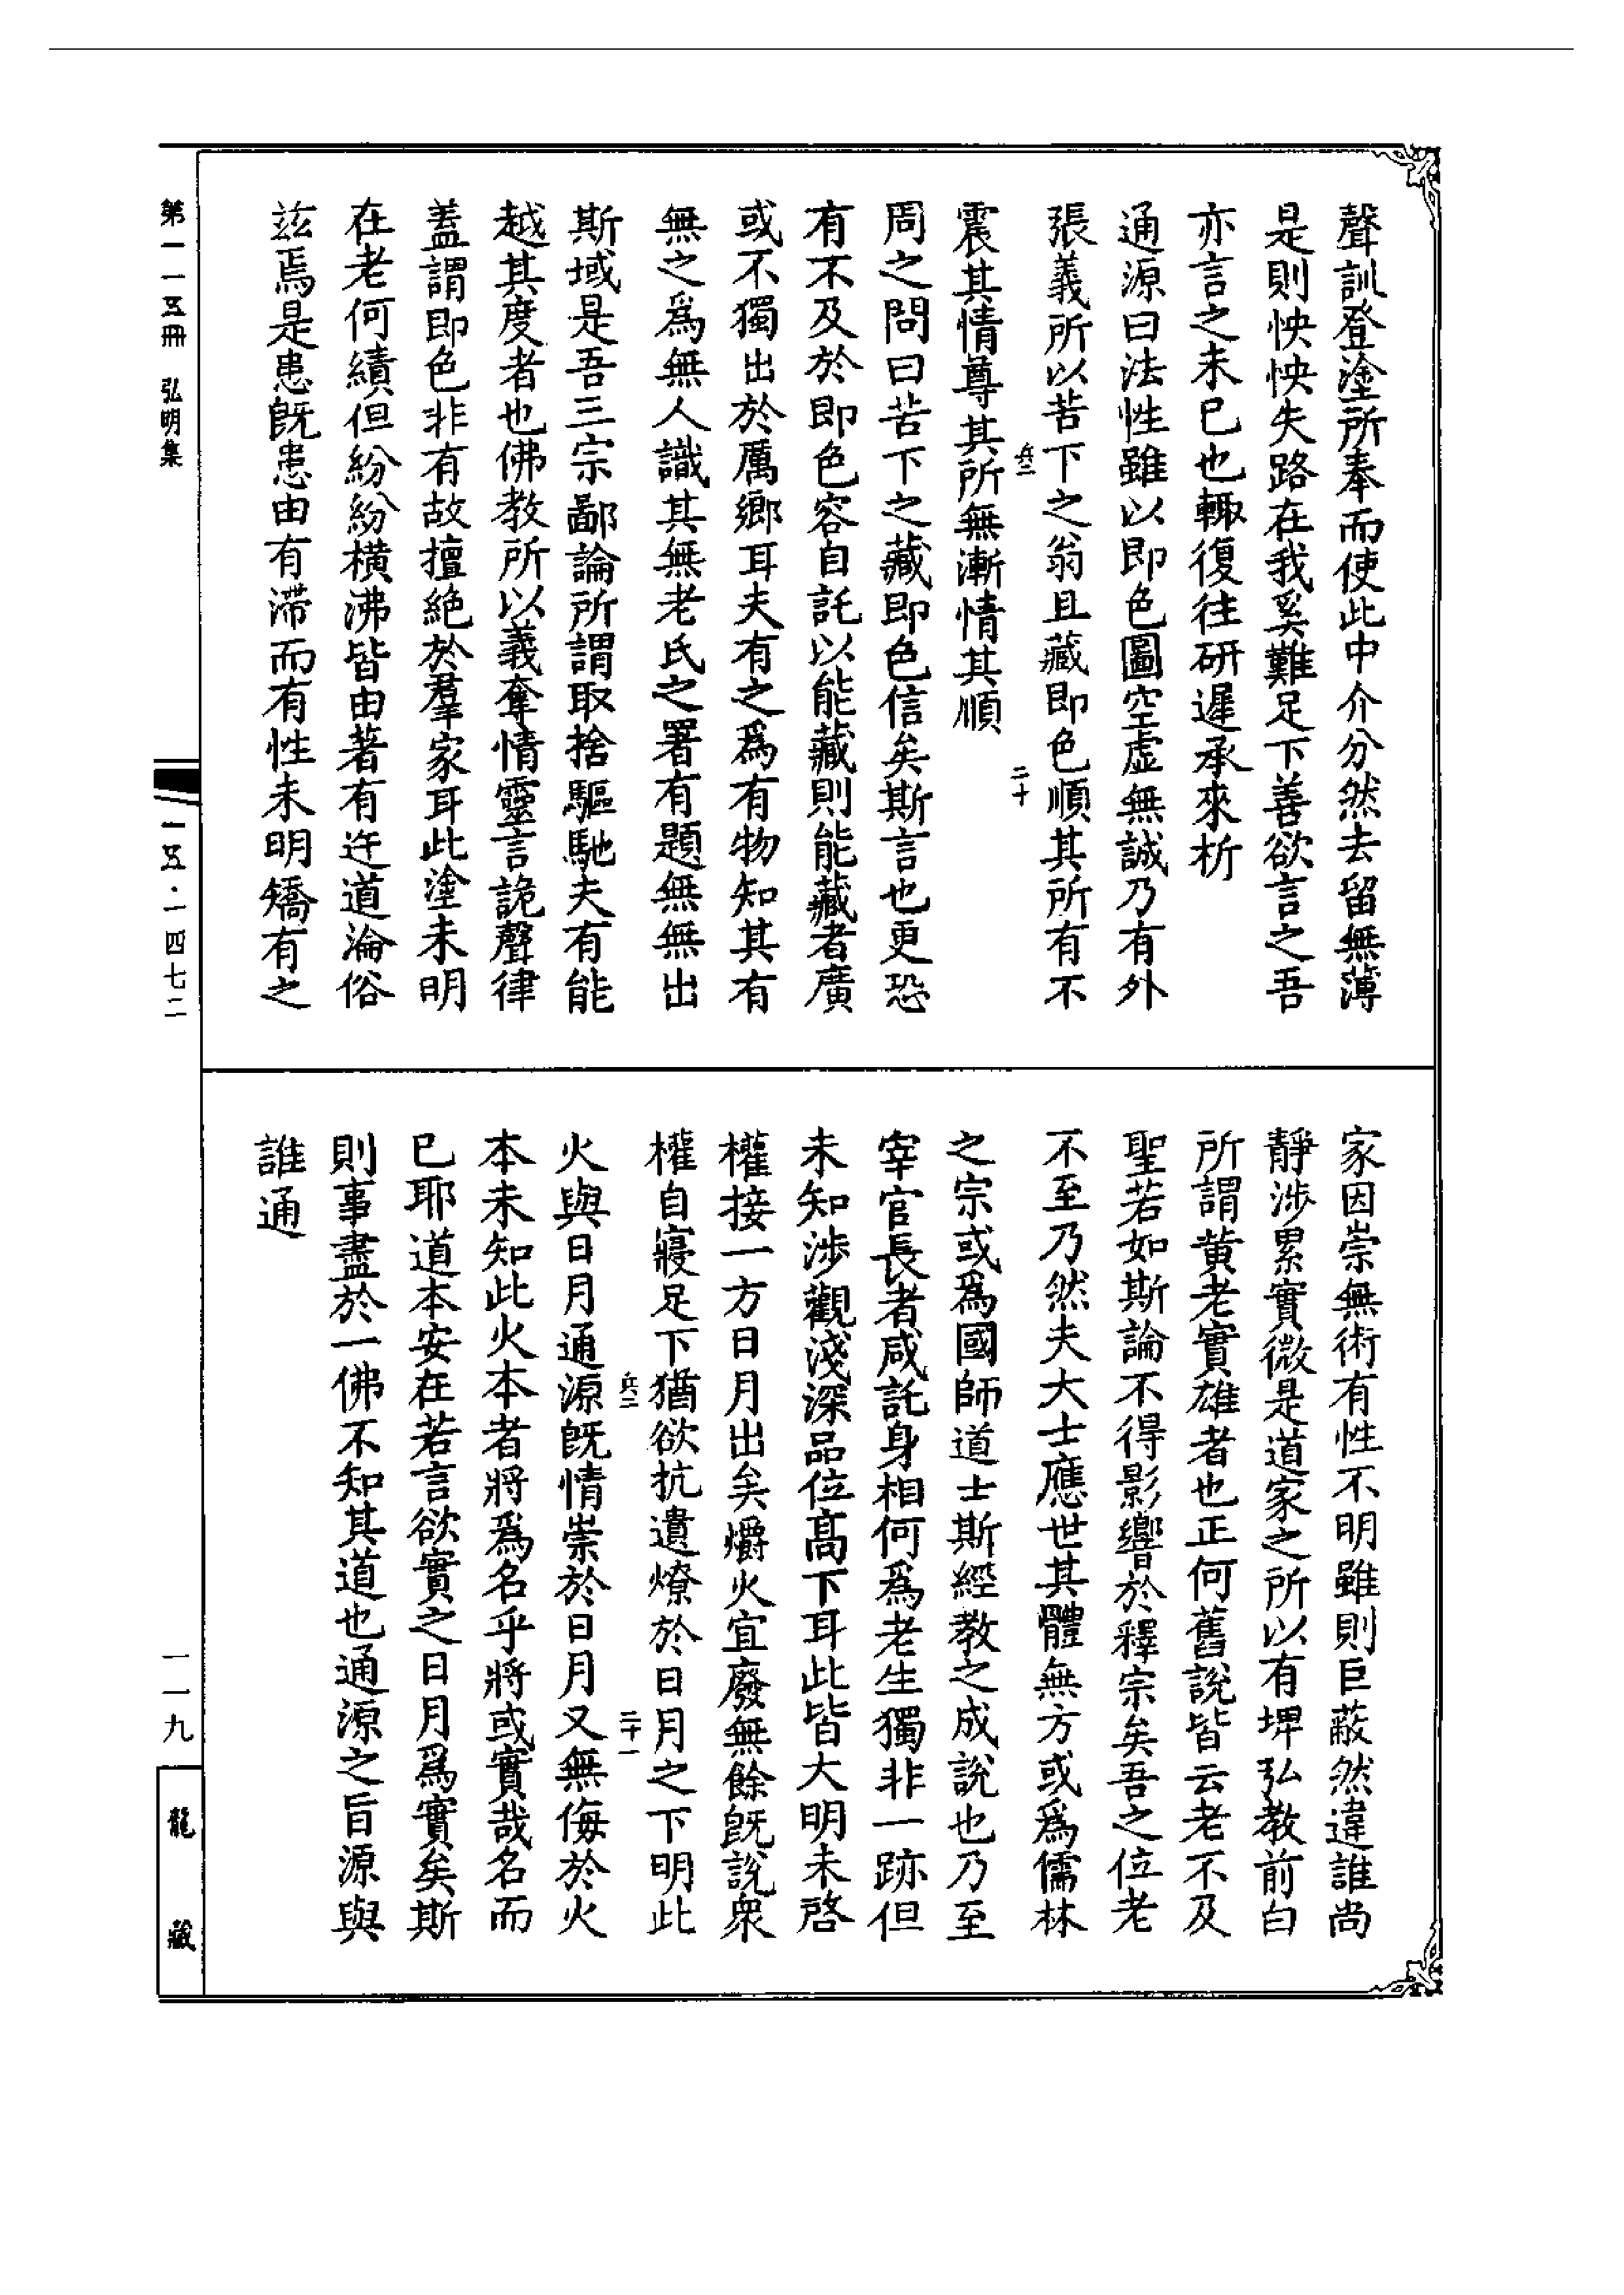 聲訓登塗所奉而使此中介分然去留無薄
是則怏怏失路在我奚難足下善欲言之吾
亦言之未已也輙復往研遲承來析
通源曰法性雖以即色圖空虛無誠乃有外
張義所以苦下之翁且藏即色順其所有不
兵二
二十
震其情尊其所無漸情其順
周之問曰苦下之藏即色信矣斯言也更恐
有不及於即色容自託以能藏則能藏者廣
或不獨出於厲鄉耳夫有之爲有物知其有
無之爲無人識其無老氏之署有題無無出
斯域是吾三宗鄙論所謂取捨驅馳夫有能
越其度者也佛教所以義奪情靈言詭聲律
蓋謂即色非有故擅絕於羣家耳此塗未明
在老何績但紛紛橫沸皆由著有迕道淪俗
兹焉是患旣患由有滯而有性未明矯有之
家因崇無術有性不明雖則巨蔽然違誰尚
靜涉累實微是道家之所以有埤弘教前白
所謂黄老實雄者也正何舊說皆云老不及
聖若如斯論不得影響於釋宗矣吾之位老
不至乃然夫大士應世其體無方或爲儒林
之宗或爲國師道士斯經教之成說也乃至
宰官長者咸託身相何爲老生獨非一跡但
未知涉觀淺深品位高下耳此皆大明未啓
權接一方日月出矣爝火宜廢無餘旣說衆
權自寢足下猶欲抗遺燎於日月之下明此
兵二
二十一
火與日月通源旣情崇於日月又無侮於火
本未知此火本者將爲名乎將或實哉名而
已耶道本安在若言欲實之日月爲實矣斯
則事盡於一佛不知其道也通源之旨源與
誰通
第一一五冊　弘明集
一五·一四七二
一一九
龍藏